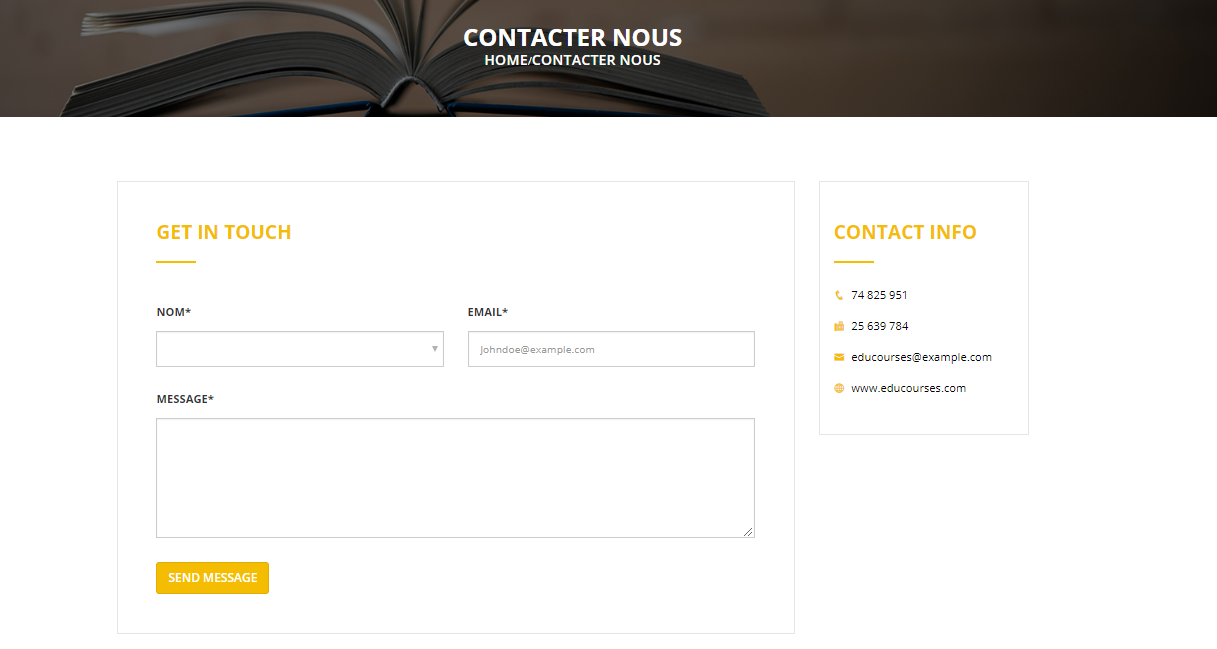 CONTACTER NOUS
HOME/CONTACTER NOUS
GET IN TOUCH
NOM*
EMAIL*
Johndoe@example.com
MESSAGE*
SEND MESSAGE
CONTACT INFO
74 825 951
25 639 784
educourses@example.com
www.educourses.com